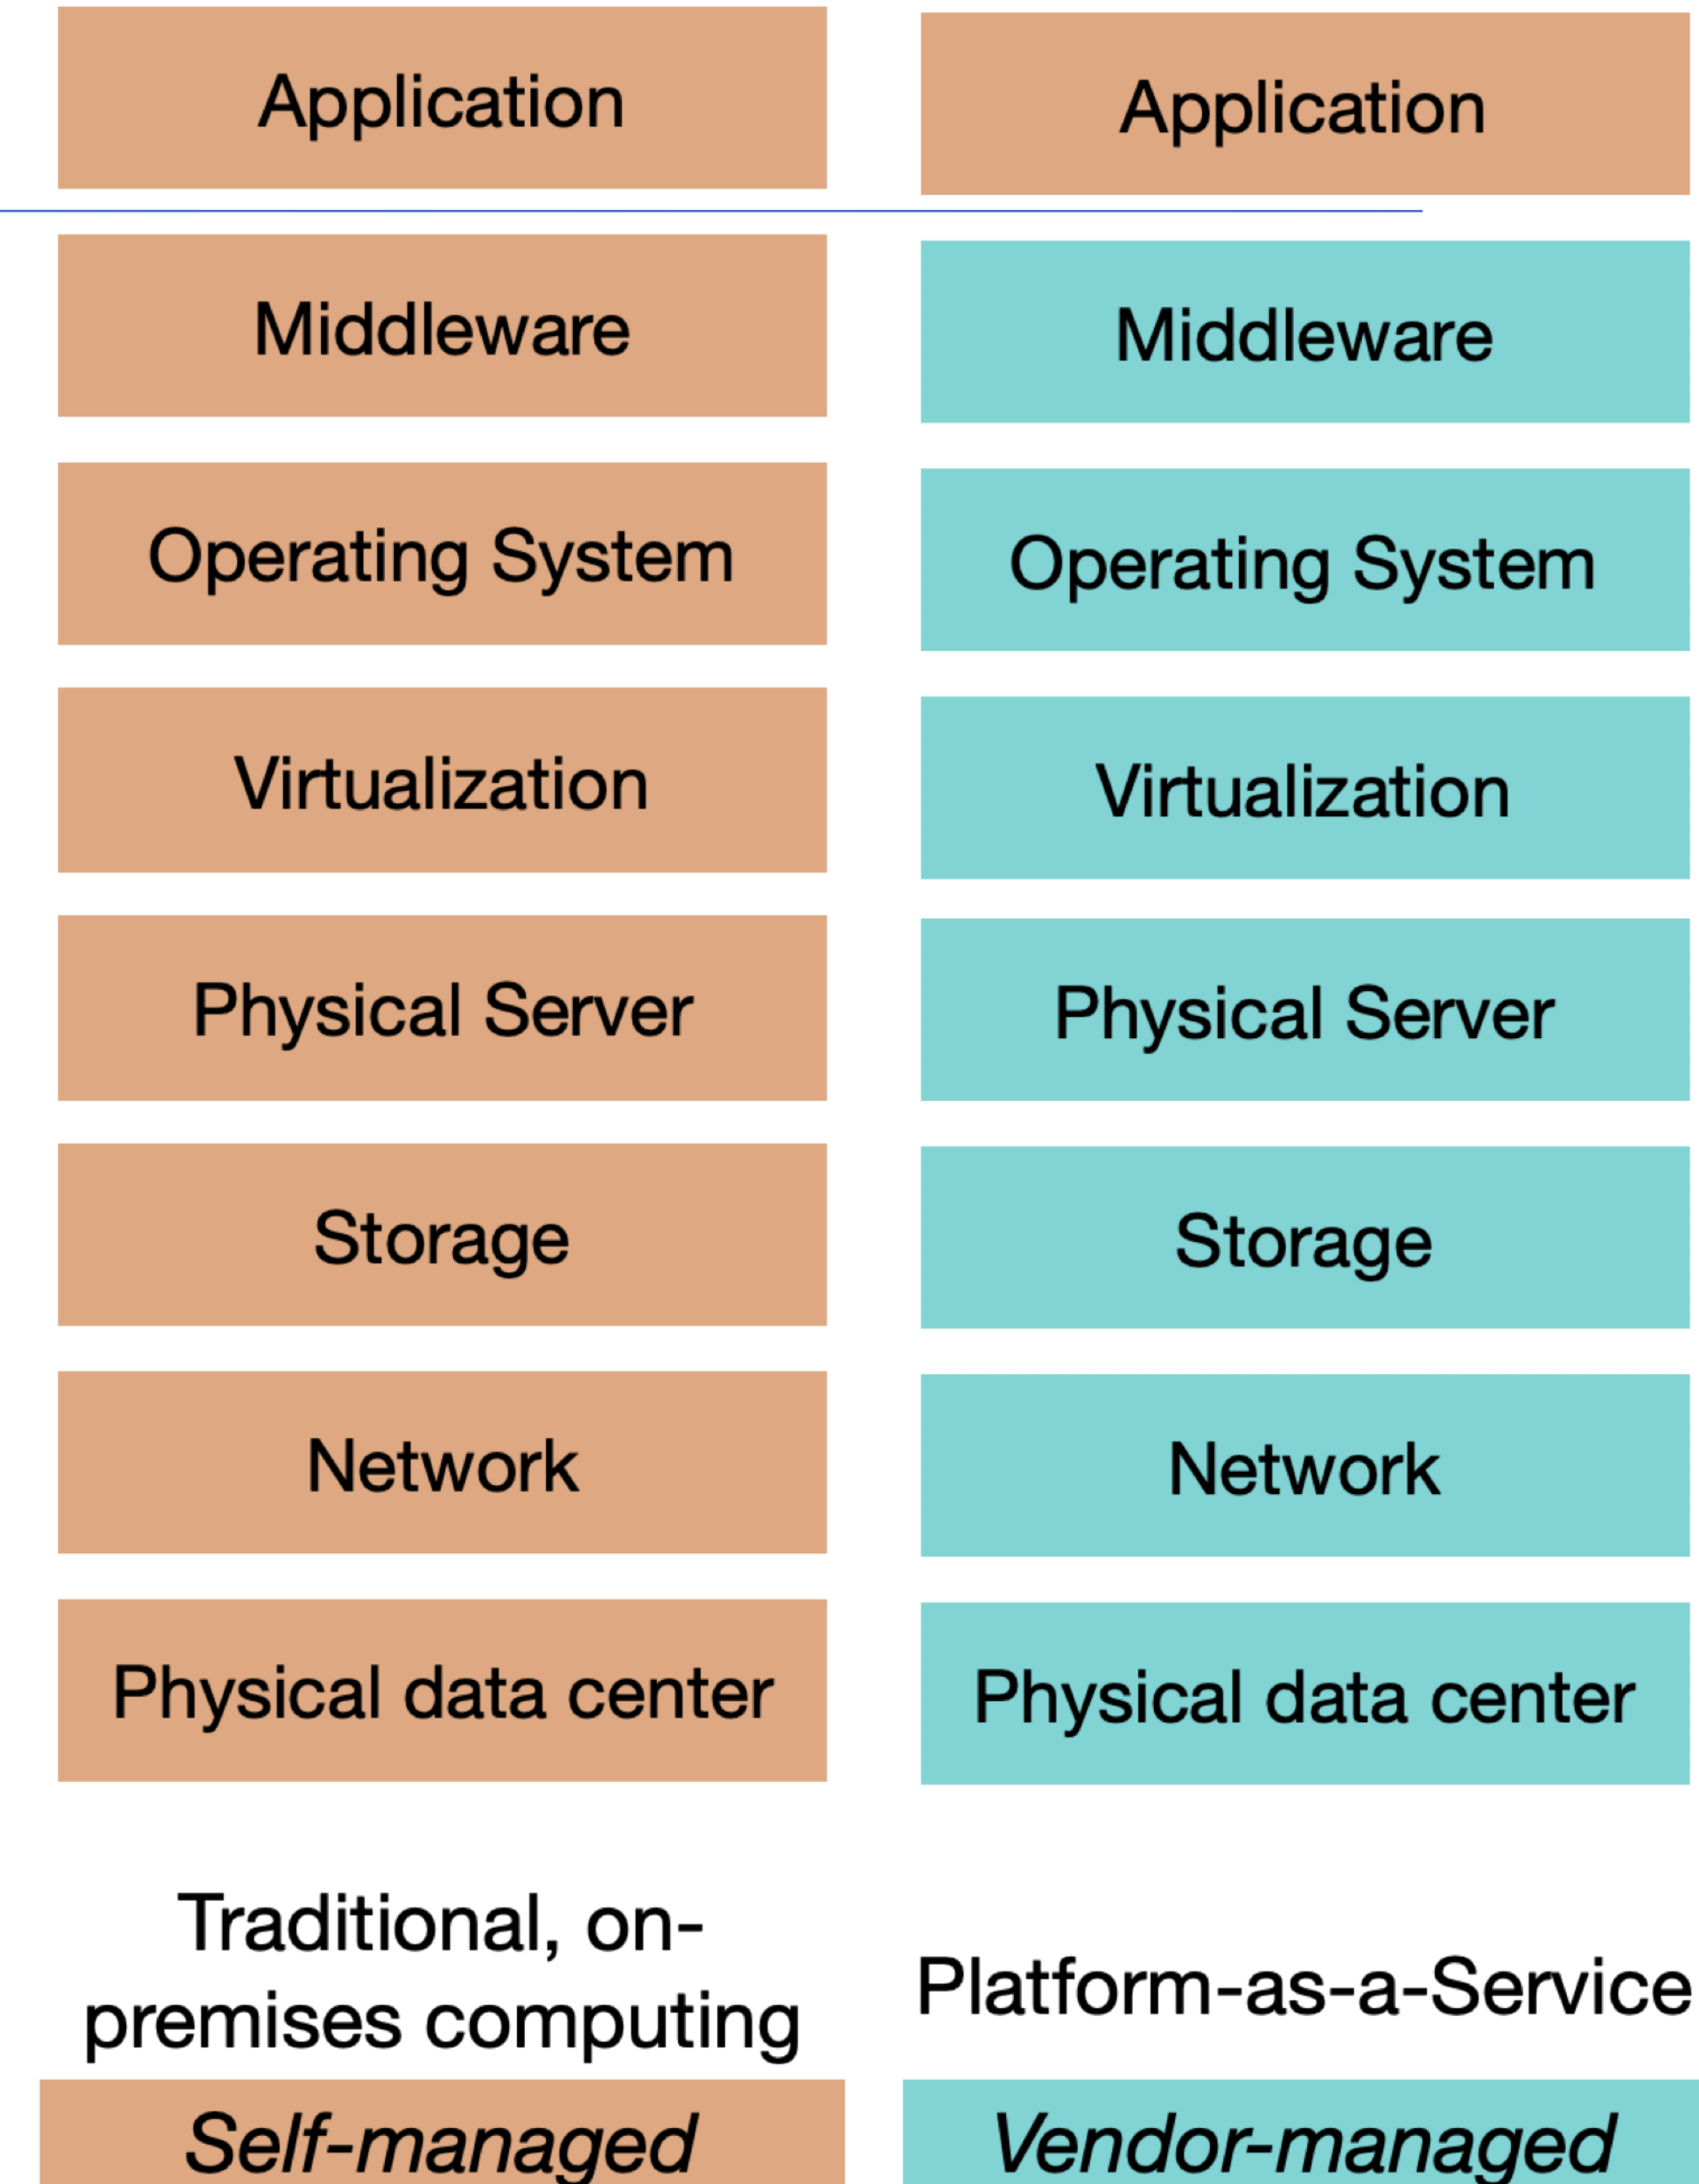 Application
Application
Middleware
Middleware
Operating System
Operating System
Virtualization
Virtualization
Physical Server
Physical Server
Storage
Storage
Network
Network
Physical data center
Physical data center
Traditional, on-
premises computing
Platform-as-a-Service
Self-managed
Vendor-managed